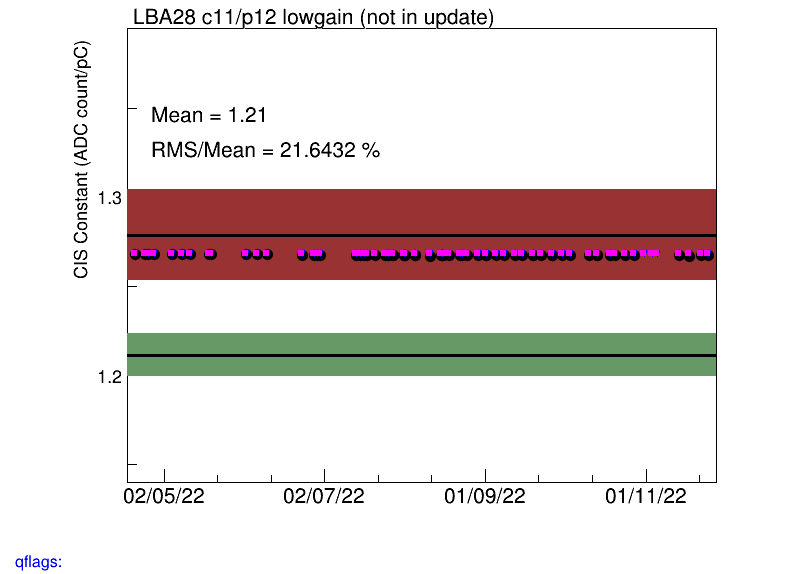 LBA28 c11/p12 lowgain (not in update)
CIS Constant (ADC count/pC)
Mean = 1.21
RMS/Mean = 21.6432 %
1.3
1.2
02/05/22 02/07/22 01/09/22 01/11/22
qflags: